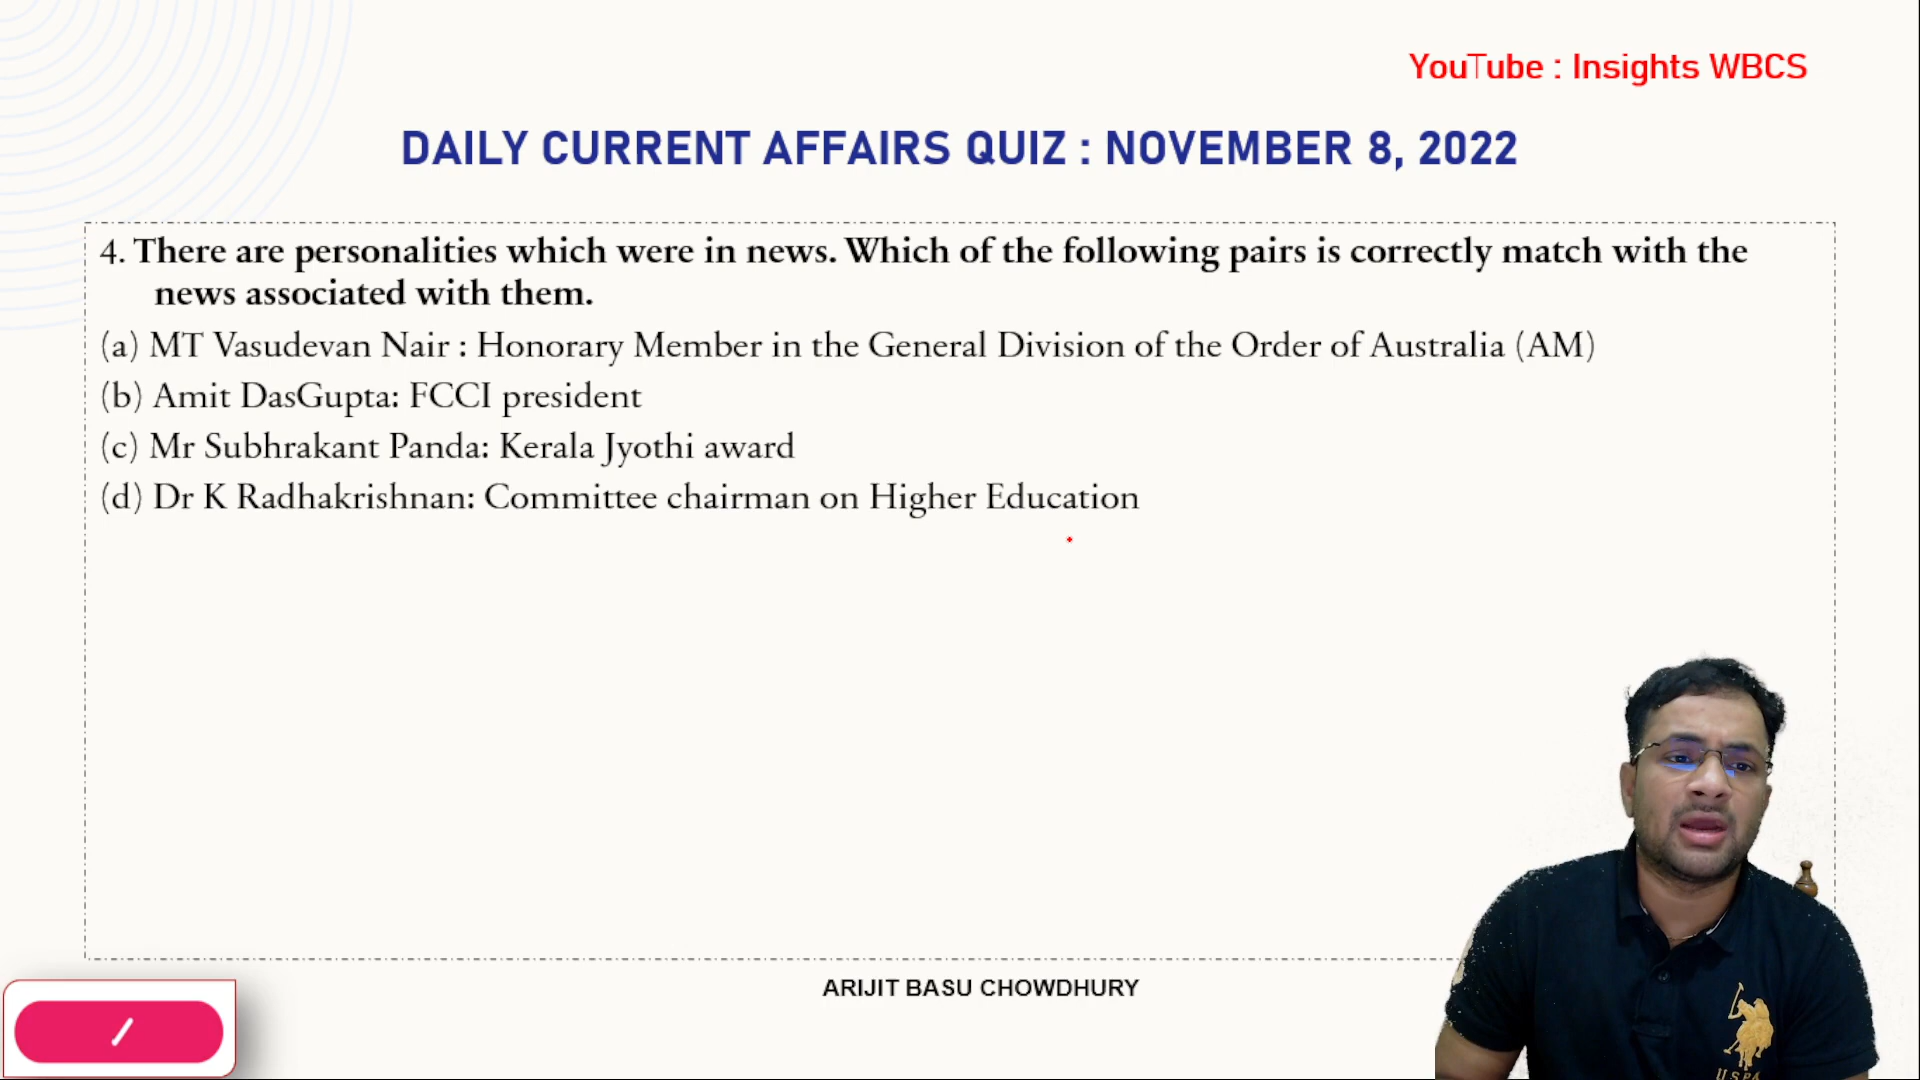 YouTube : Insights WBCS
DAILY CURRENT AFFAIRS QUIZ : NOVEMBER 8, 2022
4. There are personalities which were in news. Which of the following pairs is correctly match with the
news associated with them.
(a) MT Vasudevan Nair : Honorary Member in the General Division of the Order of Australia (AM)
(b) Amit DasGupta: FCCI president
(c) Mr Subhrakant Panda: Kerala Jyothi award
(d) Dr K Radhakrishnan: Committee chairman on Higher Education
ARIJIT BASU CHOWDHURY
USPA